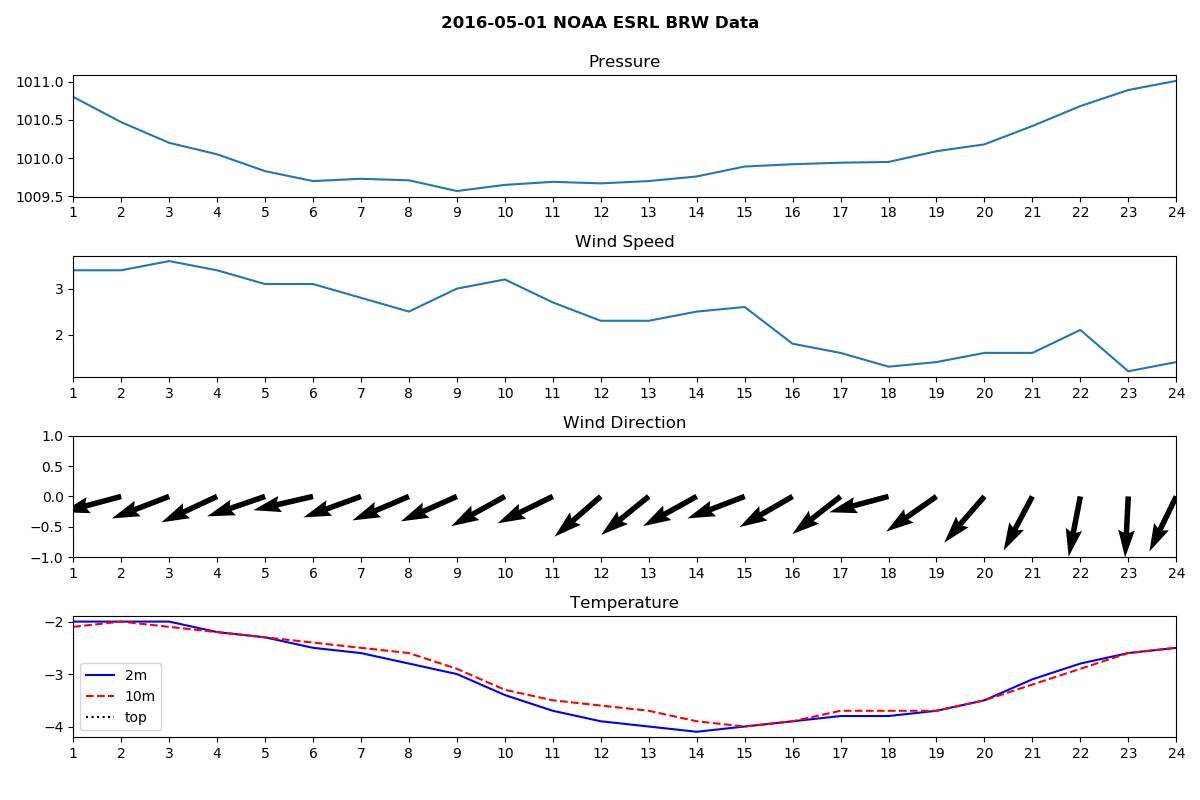 2016-05-01 NOAA ESRL BRW Data
Pressure
1011.0
1010.5
1010.0
1009.5
1 2 3 4 5 6 7 8 9 10 11 12 13 14 15 16 17 18 19 20 21 22 23 24
Wind Speed
3
2
1 2 3 4 5 6 7 8 9 10 11 12 13 14 15 16 17 18 19 20 21 22 23 24
Wind Direction
1.0
0.5
0.0
−0.5
−1.0
1 2 3 4 5 6 7 8 9 10 11 12 13 14 15 16 17 18 19 20 21 22 23 24
Temperature
−2
−3
−4
2m
10m
top
1 2 3 4 5 6 7 8 9 10 11 12 13 14 15 16 17 18 19 20 21 22 23 24